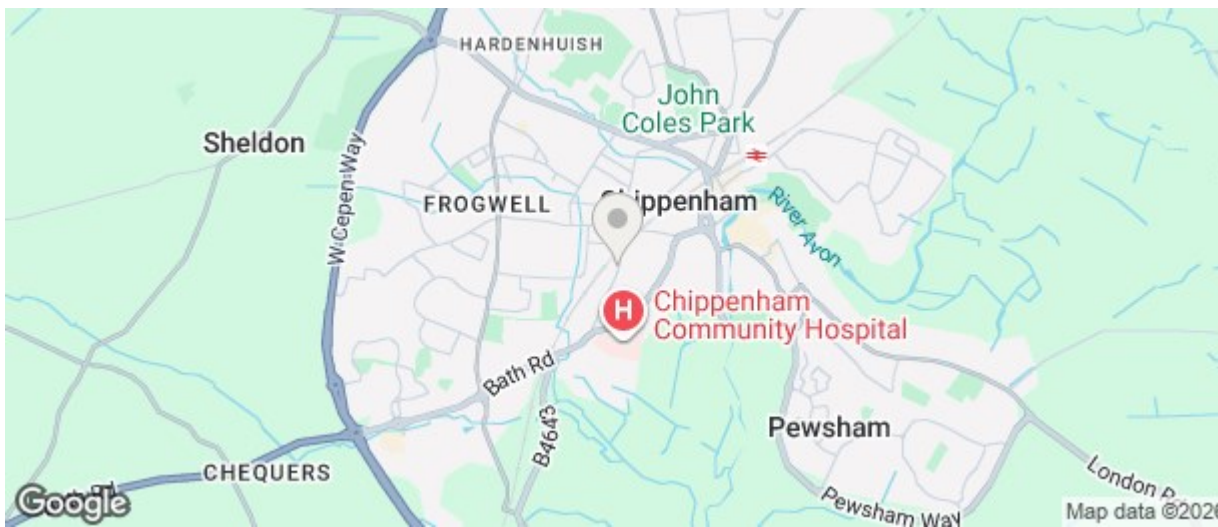 HARDENHUISH
John
Coles Park
Sheldon
W Cepen Way
FROGWELL
Chippenham
River Avon
H
Chippenham
Community Hospital
Bath Rd
B4643
Pewsham
CHEQUERS
London
Pewsham Way
Google
Map data ©2026